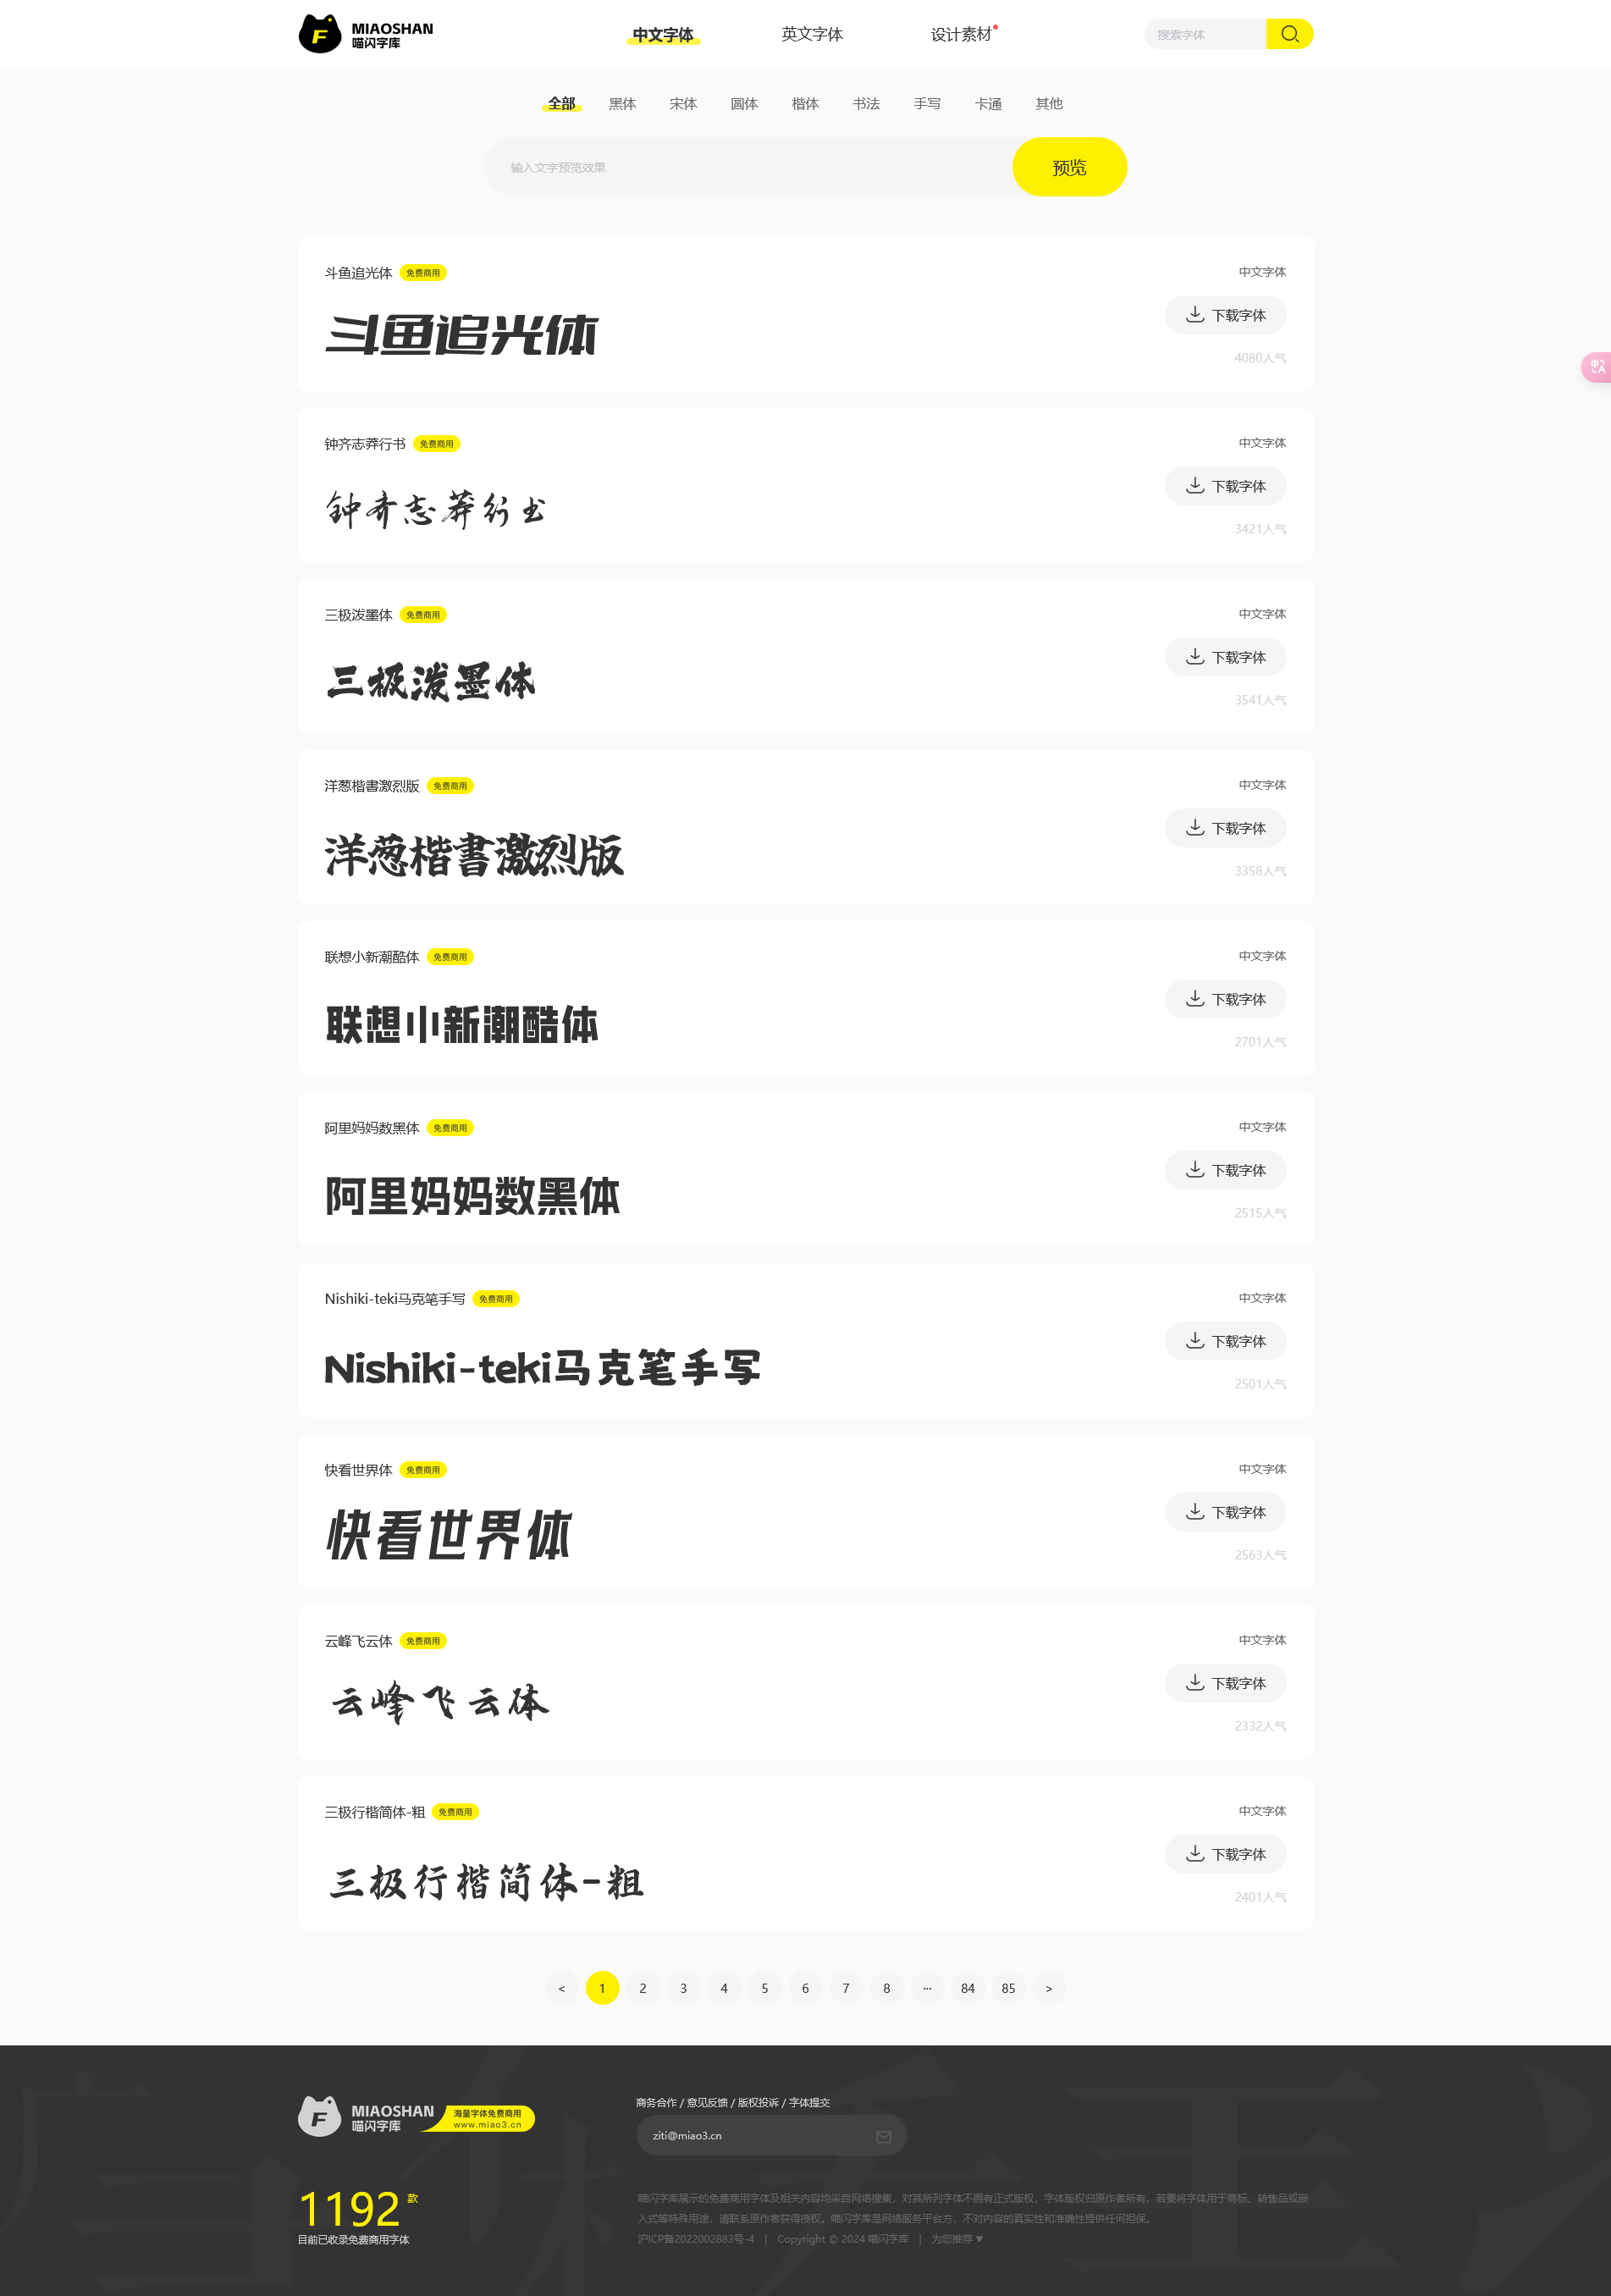 MIAOSHAN
喵闪字库
中文字体
英文字体
设计素材
搜索字体
全部
黑体
宋体
圆体
楷体
书法
手写
卡通
其他
输入文字预览效果
预览
斗鱼追光体 免费商用
中文字体
斗鱼追光体
下载字体
4080人气
钟齐志莽行书 免费商用
中文字体
钟齐志莽行书
下载字体
3421人气
三极泼墨体 免费商用
中文字体
三极泼墨体
下载字体
3541人气
洋葱楷書激烈版 免费商用
中文字体
洋葱楷書激烈版
下载字体
3358人气
联想小新潮酷体 免费商用
中文字体
联想小新潮酷体
下载字体
2701人气
阿里妈妈数黑体 免费商用
中文字体
阿里妈妈数黑体
下载字体
2515人气
Nishiki-teki马克笔手写 免费商用
中文字体
Nishiki-teki马克笔手写
下载字体
2501人气
快看世界体 免费商用
中文字体
快看世界体
下载字体
2563人气
云峰飞云体 免费商用
中文字体
云峰飞云体
下载字体
2332人气
三极行楷简体-粗 免费商用
中文字体
三极行楷简体-粗
下载字体
2401人气
< 1 2 3 4 5 6 7 8 ··· 84 85 >
MIAOSHAN
喵闪字库
海量字体免费商用
www.miao3.cn
商务合作 / 意见反馈 / 版权投诉 / 字体提交
ziti@miao3.cn
1192 款
目前已收录免费商用字体
喵闪字库展示的免费商用字体及相关内容均采自网络搜集，对其所列字体不拥有正式版权，字体版权归原作者所有，若要将字体用于商标、转售品或嵌
入式等特殊用途，请联系原作者获得授权。喵闪字库是网络服务平台方，不对内容的真实性和准确性提供任何担保。
沪ICP备2022002883号-4 | Copyright © 2024 喵闪字库 | 为您推荐 ▼